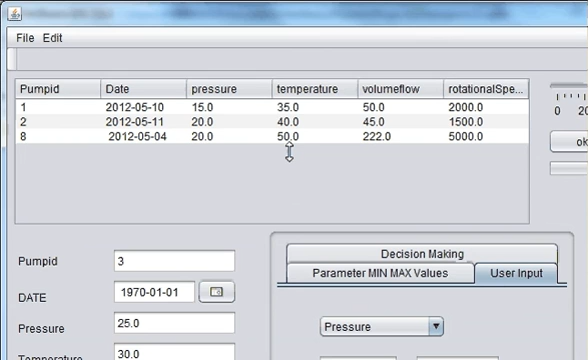 File Edit
Pumpid Date pressure temperature volumeflow rotationalSpe...
1 2012-05-10 15.0 35.0 50.0 2000.0
2 2012-05-11 20.0 40.0 45.0 1500.0
8 2012-05-04 20.0 50.0 222.0 5000.0
0
ok
Decision Making
Parameter MIN MAX Values User Input
Pumpid 3
DATE 1970-01-01
Pressure 25.0
Pressure
Temperature 30.0